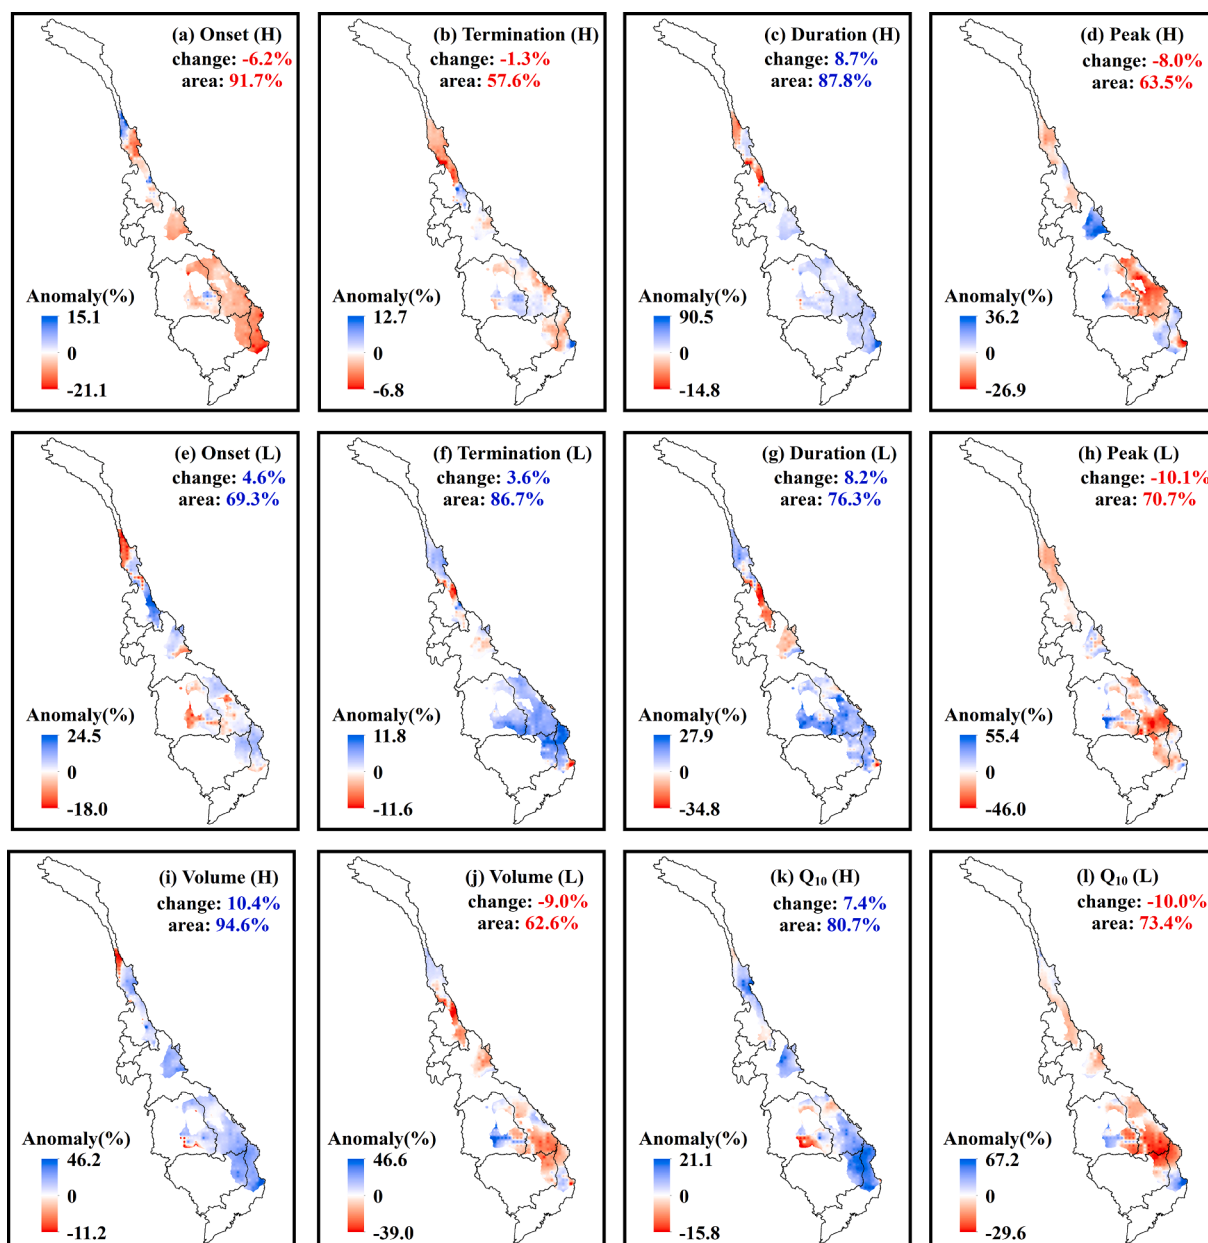 (a) Onset (H)
change: -6.2%
area: 91.7%
Anomaly(%)
15.1
0
-21.1
(b) Termination (H)
change: -1.3%
area: 57.6%
Anomaly(%)
12.7
0
-6.8
(c) Duration (H)
change: 8.7%
area: 87.8%
Anomaly(%)
90.5
0
-14.8
(d) Peak (H)
change: -8.0%
area: 63.5%
Anomaly(%)
36.2
0
-26.9
(e) Onset (L)
change: 4.6%
area: 69.3%
Anomaly(%)
24.5
0
-18.0
(f) Termination (L)
change: 3.6%
area: 86.7%
Anomaly(%)
11.8
0
-11.6
(g) Duration (L)
change: 8.2%
area: 76.3%
Anomaly(%)
27.9
0
-34.8
(h) Peak (L)
change: -10.1%
area: 70.7%
Anomaly(%)
55.4
0
-46.0
(i) Volume (H)
change: 10.4%
area: 94.6%
Anomaly(%)
46.2
0
-11.2
(j) Volume (L)
change: -9.0%
area: 62.6%
Anomaly(%)
46.6
0
-39.0
(k) Q₁₀ (H)
change: 7.4%
area: 80.7%
Anomaly(%)
21.1
0
-15.8
(l) Q₁₀ (L)
change: -10.0%
area: 73.4%
Anomaly(%)
67.2
0
-29.6